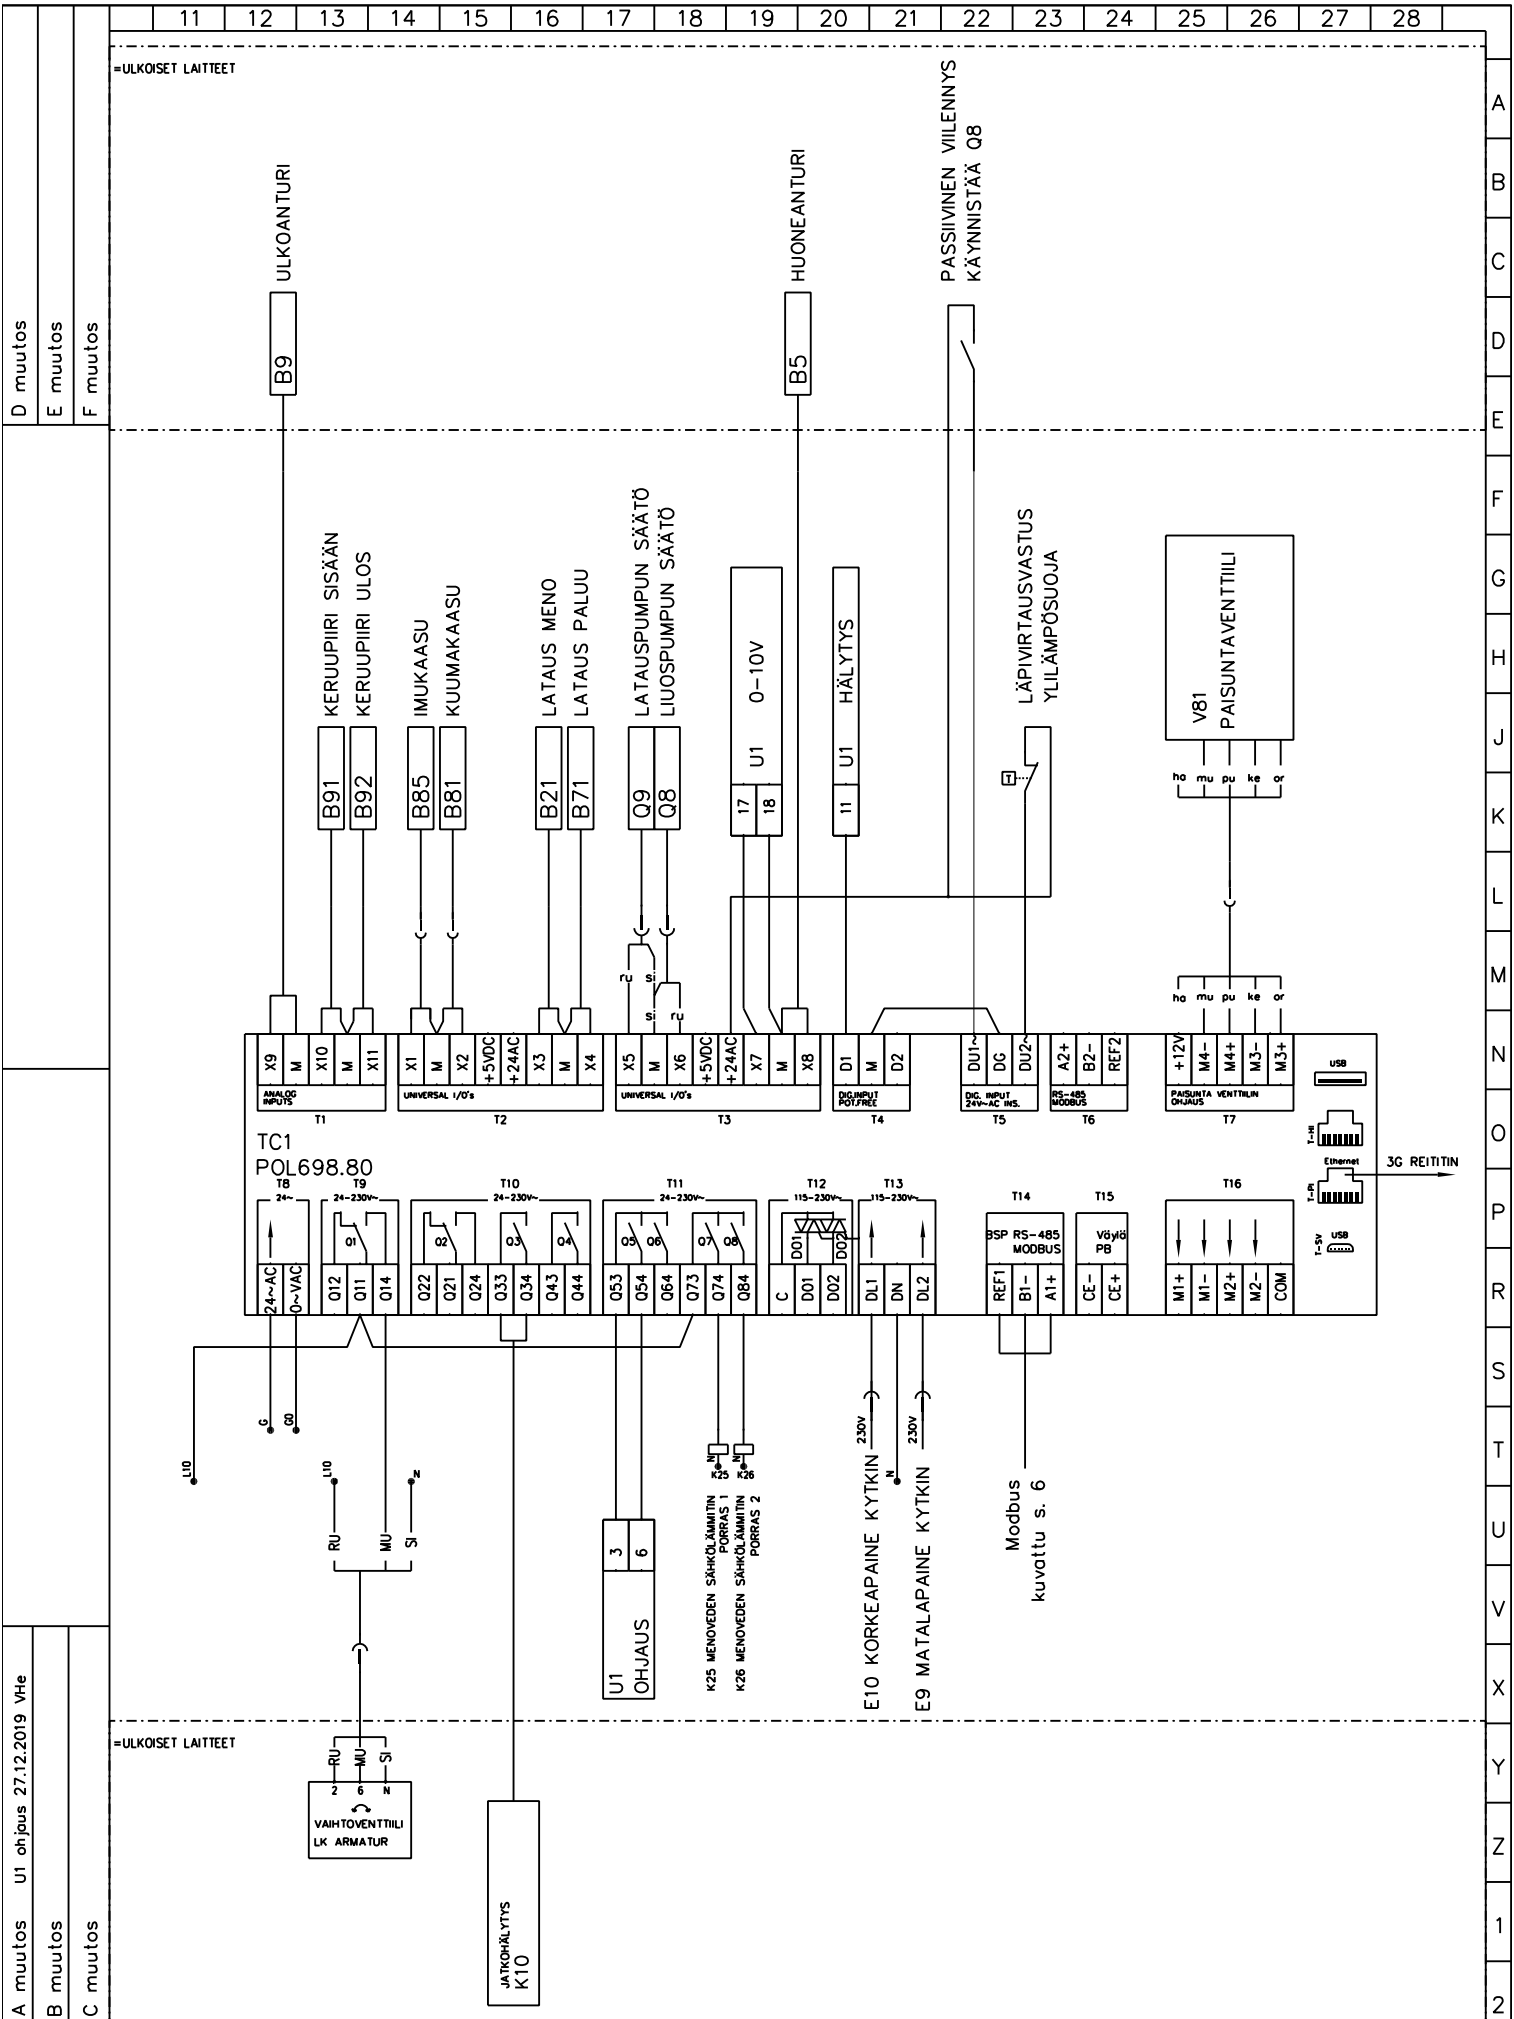 11 12 13 14 15 16 17 18 19 20 21 22 23 24 25 26 27 28
=ULKOISET LAITTEET
A
B
C
D
E
F
G
H
J
K
L
M
N
O
P
R
S
T
U
V
X
Y
Z
1
2
D muutos
E muutos
F muutos
A muutos U1 ohjaus 27.12.2019 VHe
B muutos
C muutos
B9 ULKOANTURI
B5 HUONEANTURI
PASSIIVINEN VIILENNYS
KÄYNNISTÄÄ Q8
B91 KERUUPIIRI SISÄÄN
B92 KERUUPIIRI ULOS
B85 IMUKAASU
B81 KUUMAKAASU
B21 LATAUS MENO
B71 LATAUS PALUU
Q9 LATAUSPUMPUN SÄÄTÖ
Q8 LIUOSPUMPUN SÄÄTÖ
17 18 U1 0-10V
11 U1 HÄLYTYS
LÄPIVIRTAUSVASTUS
YLILÄMPÖSUOJA
T
V81
PAISUNTAVENTTIILI
ha mu pu ke or
ru si
si ru
ha mu pu ke or
X9 M X10 M X11
ANALOG
INPUTS
T1
X1 M X2 +5VDC +24AC X3 M X4
UNIVERSAL I/O's
T2
X5 M X6 +5VDC +24AC X7 M X8
UNIVERSAL I/O's
T3
D1 M D2
DIG.INPUT
POT.FREE
T4
DU1~ DG DU2~
DIG. INPUT
24V~AC INS.
T5
A2+ B2- REF2
RS-485
MODBUS
T6
+12V M4- M4+ M3- M3+
PAISUNTA VENTTIILIN
OHJAUS
T7
USB
T-HI
Ethernet
T-PI
3G REITITIN
T-SV
USB
TC1
POL698.80
T8
24~
24~AC 0~VAC
T9
24-230V~
Q1
Q12 Q11 Q14
T10
24-230V~
Q2 Q3 Q4
Q22 Q21 Q24 Q33 Q34 Q43 Q44
T11
24-230V~
Q5 Q6 Q7 Q8
Q53 Q54 Q64 Q73 Q74 Q84
T12
115-230V~
DO1 DO2
C DO1 DO2
T13
115-230V~
DL1 DN DL2
T14
BSP RS-485
MODBUS
REF1 B1- A1+
T15
Väylä
PB
CE- CE+
T16
M1+ M1- M2+ M2- COM
L10
G G0
L10 N
RU MU SI
3 6
U1
OHJAUS
N K25
N K26
K25 MENOVEDEN SÄHKÖLÄMMITIN
PORRAS 1
K26 MENOVEDEN SÄHKÖLÄMMITIN
PORRAS 2
230V
E10 KORKEAPAINE KYTKIN
N
230V
E9 MATALAPAINE KYTKIN
Modbus
kuvattu s. 6
=ULKOISET LAITTEET
RU MU SI
2 6 N
VAIHTOVENTTIILI
LK ARMATUR
JATKOHÄLYTYS
K10